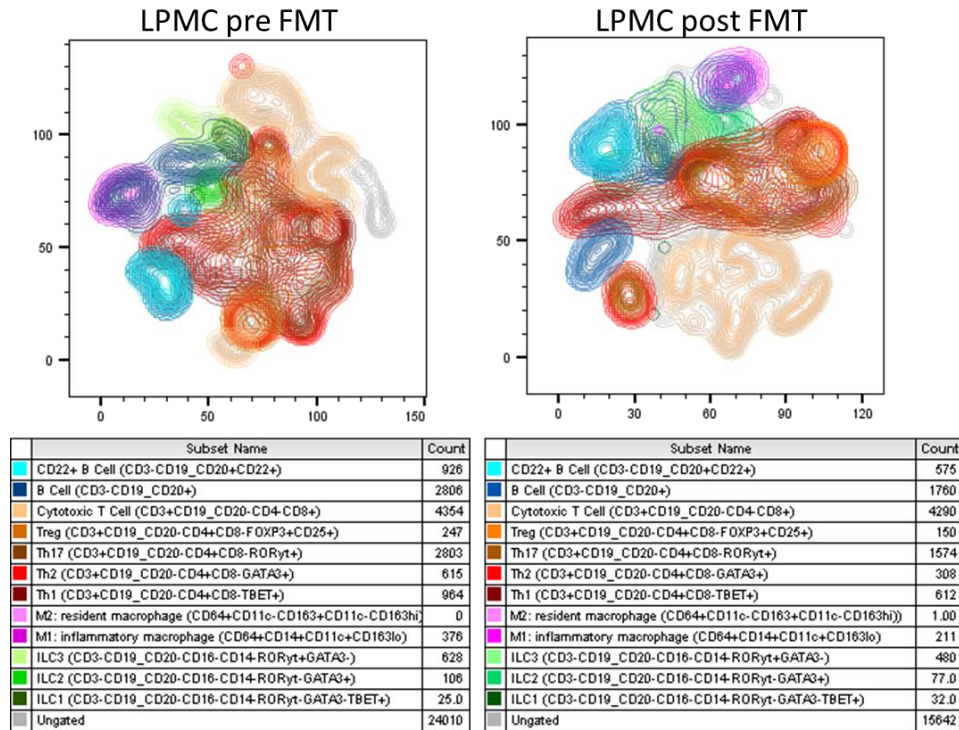 LPMC pre FMT
LPMC post FMT
100
50
0
0
50
100
150
100
50
0
0
30
60
90
120
Subset Name Count
CD22+ B Cell (CD3-CD19_CD20+CD22+) 926
B Cell (CD3-CD19_CD20+) 2806
Cytotoxic T Cell (CD3+CD19_CD20-CD4-CD8+) 4354
Treg (CD3+CD19_CD20-CD4+CD8-FOXP3+CD25+) 247
Th17 (CD3+CD19_CD20-CD4+CD8-RORyt+) 2803
Th2 (CD3+CD19_CD20-CD4+CD8-GATA3+) 615
Th1 (CD3+CD19_CD20-CD4+CD8-TBET+) 964
M2: resident macrophage (CD64+CD11c-CD163+CD11c-CD163hi) 0
M1: inflammatory macrophage (CD64+CD14+CD11c+CD163lo) 376
ILC3 (CD3-CD19_CD20-CD16-CD14-RORyt+GATA3-) 628
ILC2 (CD3-CD19_CD20-CD16-CD14-RORyt-GATA3+) 106
ILC1 (CD3-CD19_CD20-CD16-CD14-RORyt-GATA3-TBET+) 25.0
Ungated 24010
Subset Name Count
CD22+ B Cell (CD3-CD19_CD20+CD22+) 575
B Cell (CD3-CD19_CD20+) 1760
Cytotoxic T Cell (CD3+CD19_CD20-CD4-CD8+) 4290
Treg (CD3+CD19_CD20-CD4+CD8-FOXP3+CD25+) 150
Th17 (CD3+CD19_CD20-CD4+CD8-RORyt+) 1574
Th2 (CD3+CD19_CD20-CD4+CD8-GATA3+) 308
Th1 (CD3+CD19_CD20-CD4+CD8-TBET+) 612
M2: resident macrophage (CD64+CD11c-CD163+CD11c-CD163hi)) 1.00
M1: inflammatory macrophage (CD64+CD14+CD11c+CD163lo) 211
ILC3 (CD3-CD19_CD20-CD16-CD14-RORyt+GATA3-) 480
ILC2 (CD3-CD19_CD20-CD16-CD14-RORyt-GATA3+) 77.0
ILC1 (CD3-CD19_CD20-CD16-CD14-RORyt-GATA3-TBET+) 32.0
Ungated 15642